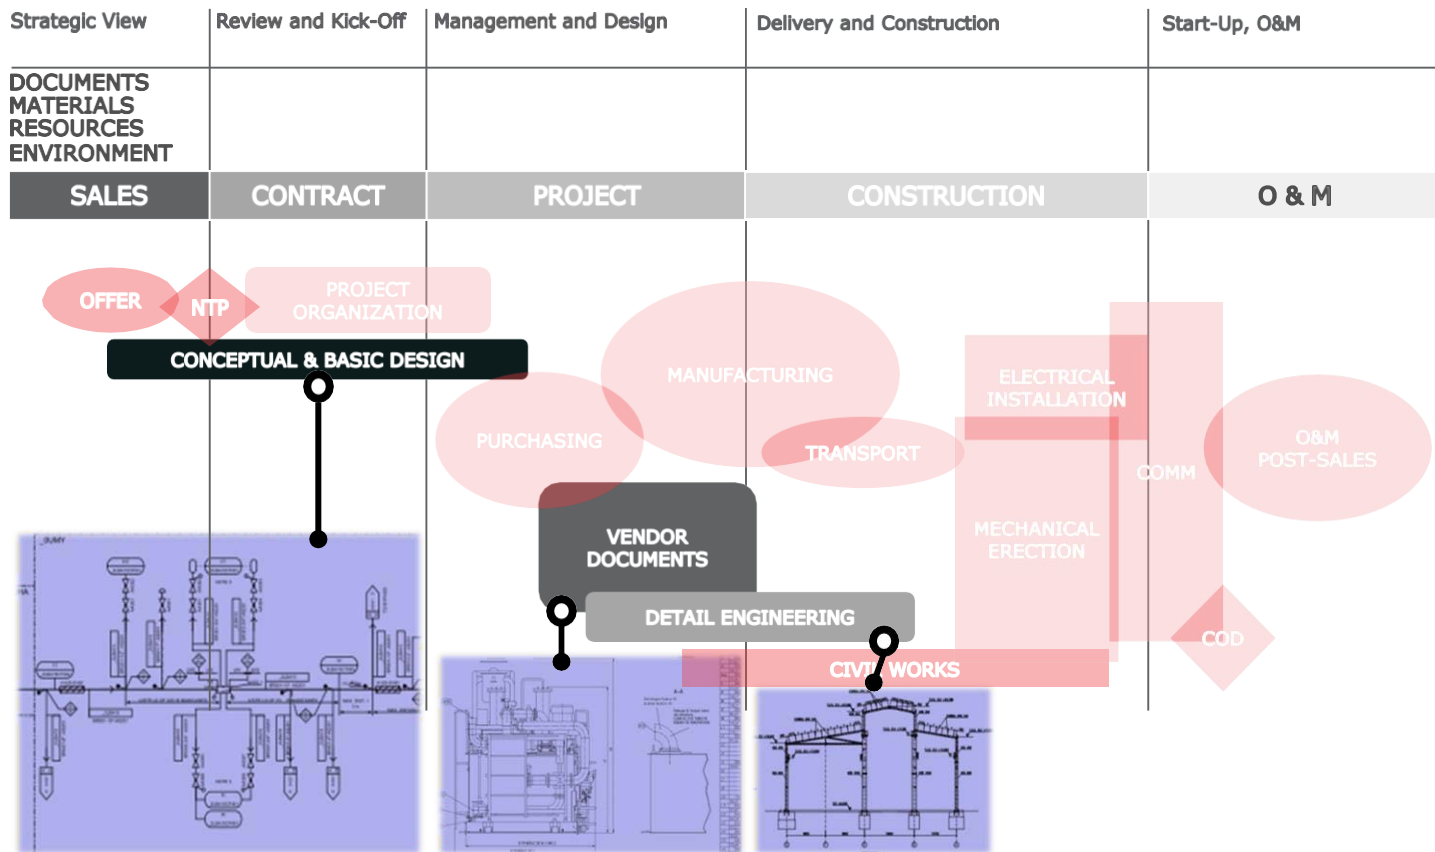 Strategic View
Review and Kick-Off
Management and Design
Delivery and Construction
Start-Up, O&M
DOCUMENTS
MATERIALS
RESOURCES
ENVIRONMENT
SALES
CONTRACT
PROJECT
CONSTRUCTION
O & M
OFFER
NTP
PROJECT
ORGANIZATION
CONCEPTUAL & BASIC DESIGN
MANUFACTURING
ELECTRICAL
INSTALLATION
PURCHASING
TRANSPORT
O&M
POST-SALES
COMM
VENDOR
DOCUMENTS
MECHANICAL
ERECTION
DETAIL ENGINEERING
COD
CIVIL WORKS